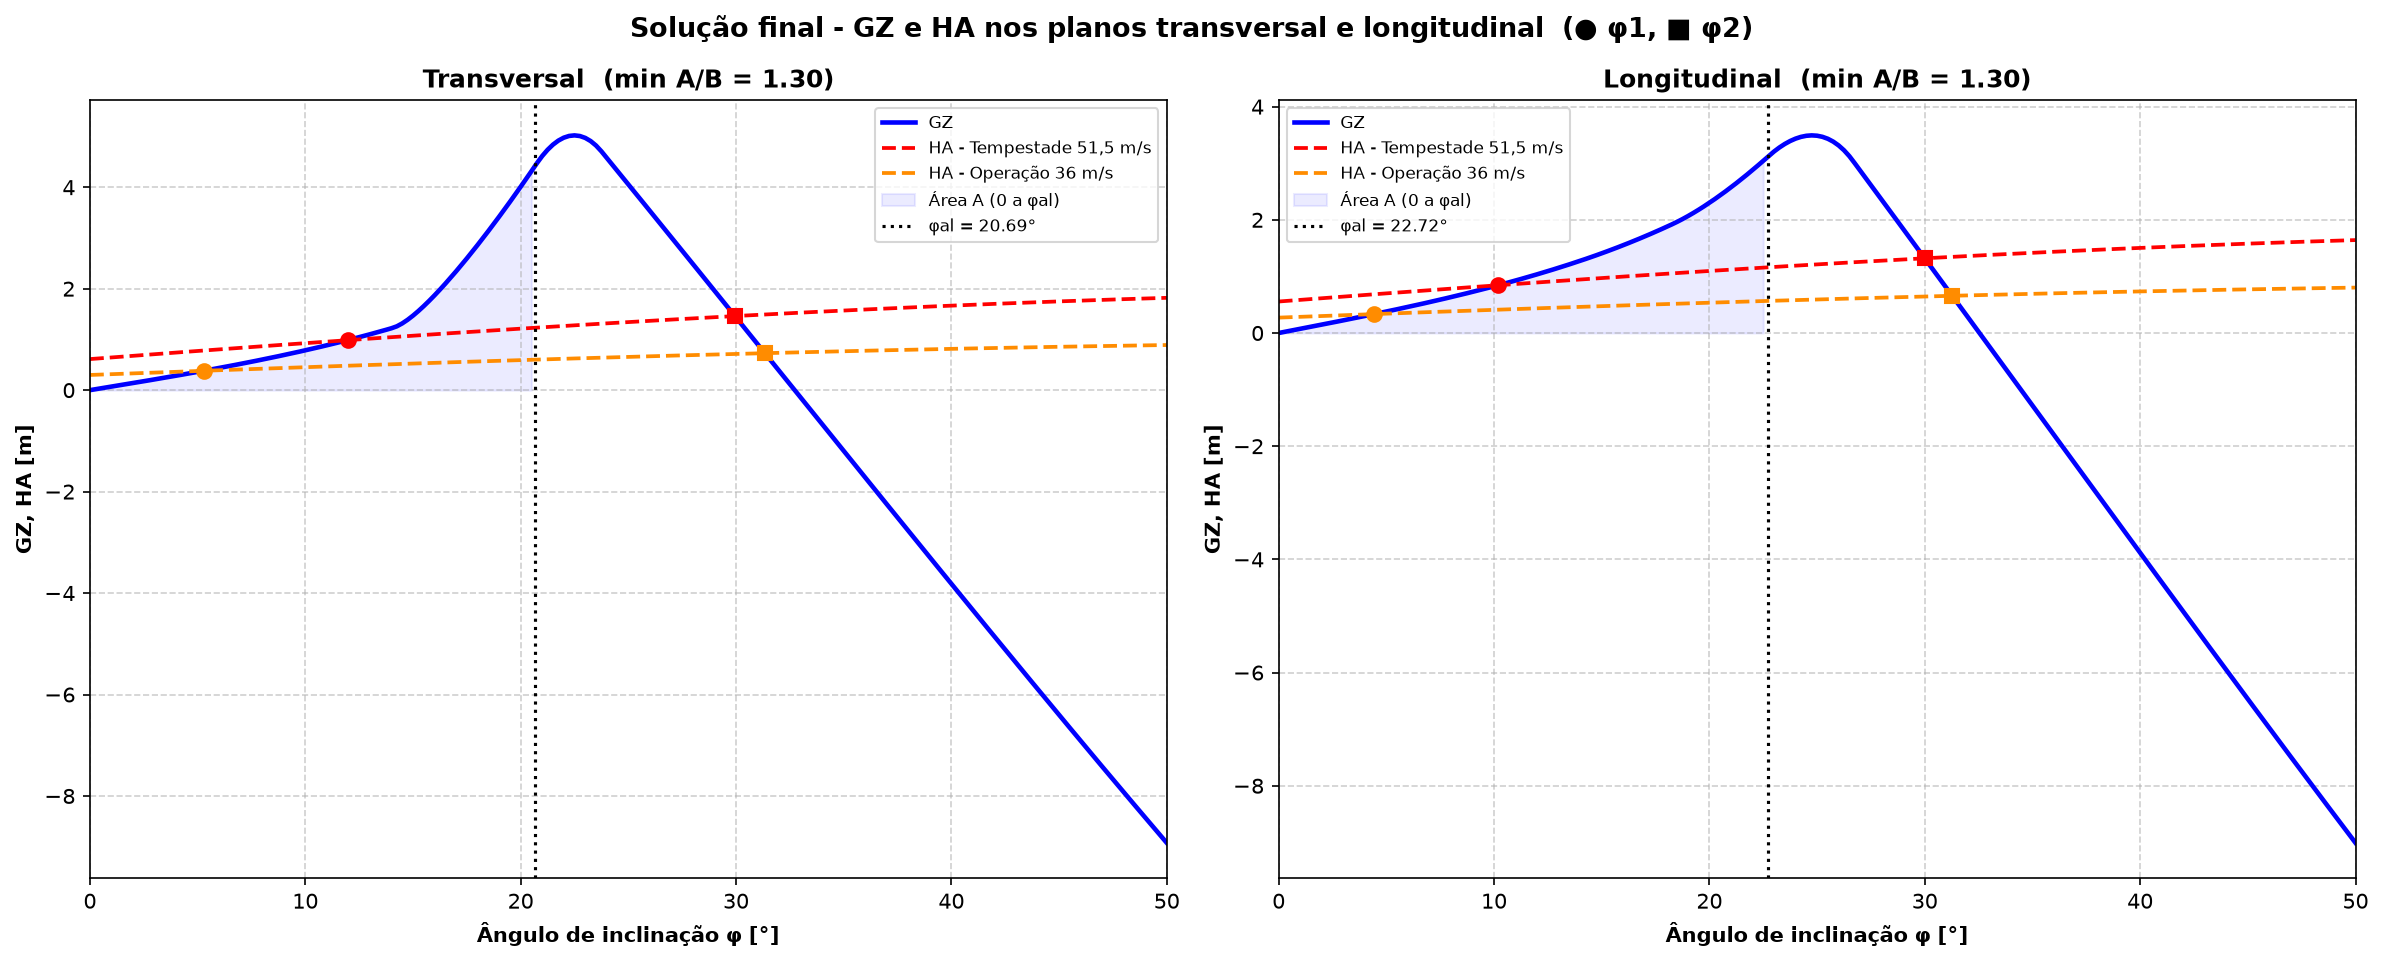 Solução final - GZ e HA nos planos transversal e longitudinal (● φ1, ■ φ2)
Transversal (min A/B = 1.30)
GZ
HA - Tempestade 51,5 m/s
HA - Operação 36 m/s
Área A (0 a φal)
φal = 20.69°
4
2
0
−2
−4
−6
−8
GZ, HA [m]
0 10 20 30 40 50
Ângulo de inclinação φ [°]
Longitudinal (min A/B = 1.30)
GZ
HA - Tempestade 51,5 m/s
HA - Operação 36 m/s
Área A (0 a φal)
φal = 22.72°
4
2
0
−2
−4
−6
−8
GZ, HA [m]
0 10 20 30 40 50
Ângulo de inclinação φ [°]